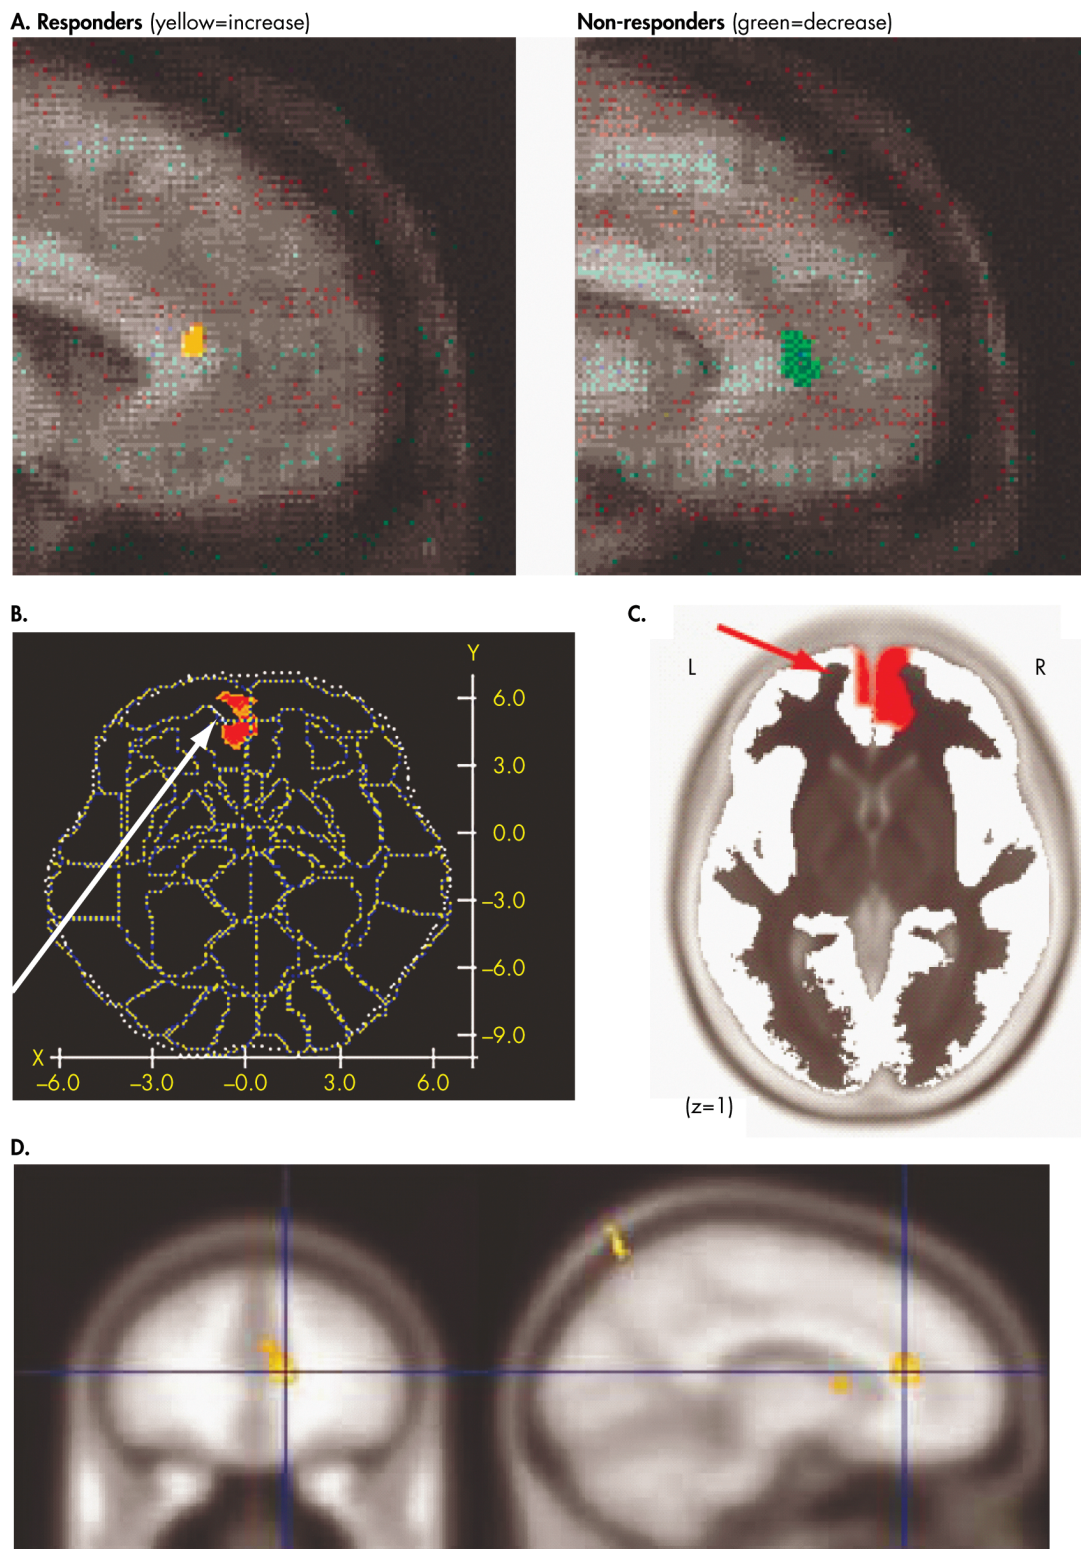 A. Responders (yellow=increase)
Non-responders (green=decrease)
B.
Y
6.0
3.0
0.0
−3.0
−6.0
−9.0
X
−6.0 −3.0 −0.0 3.0 6.0
C.
L R
(z=1)
D.